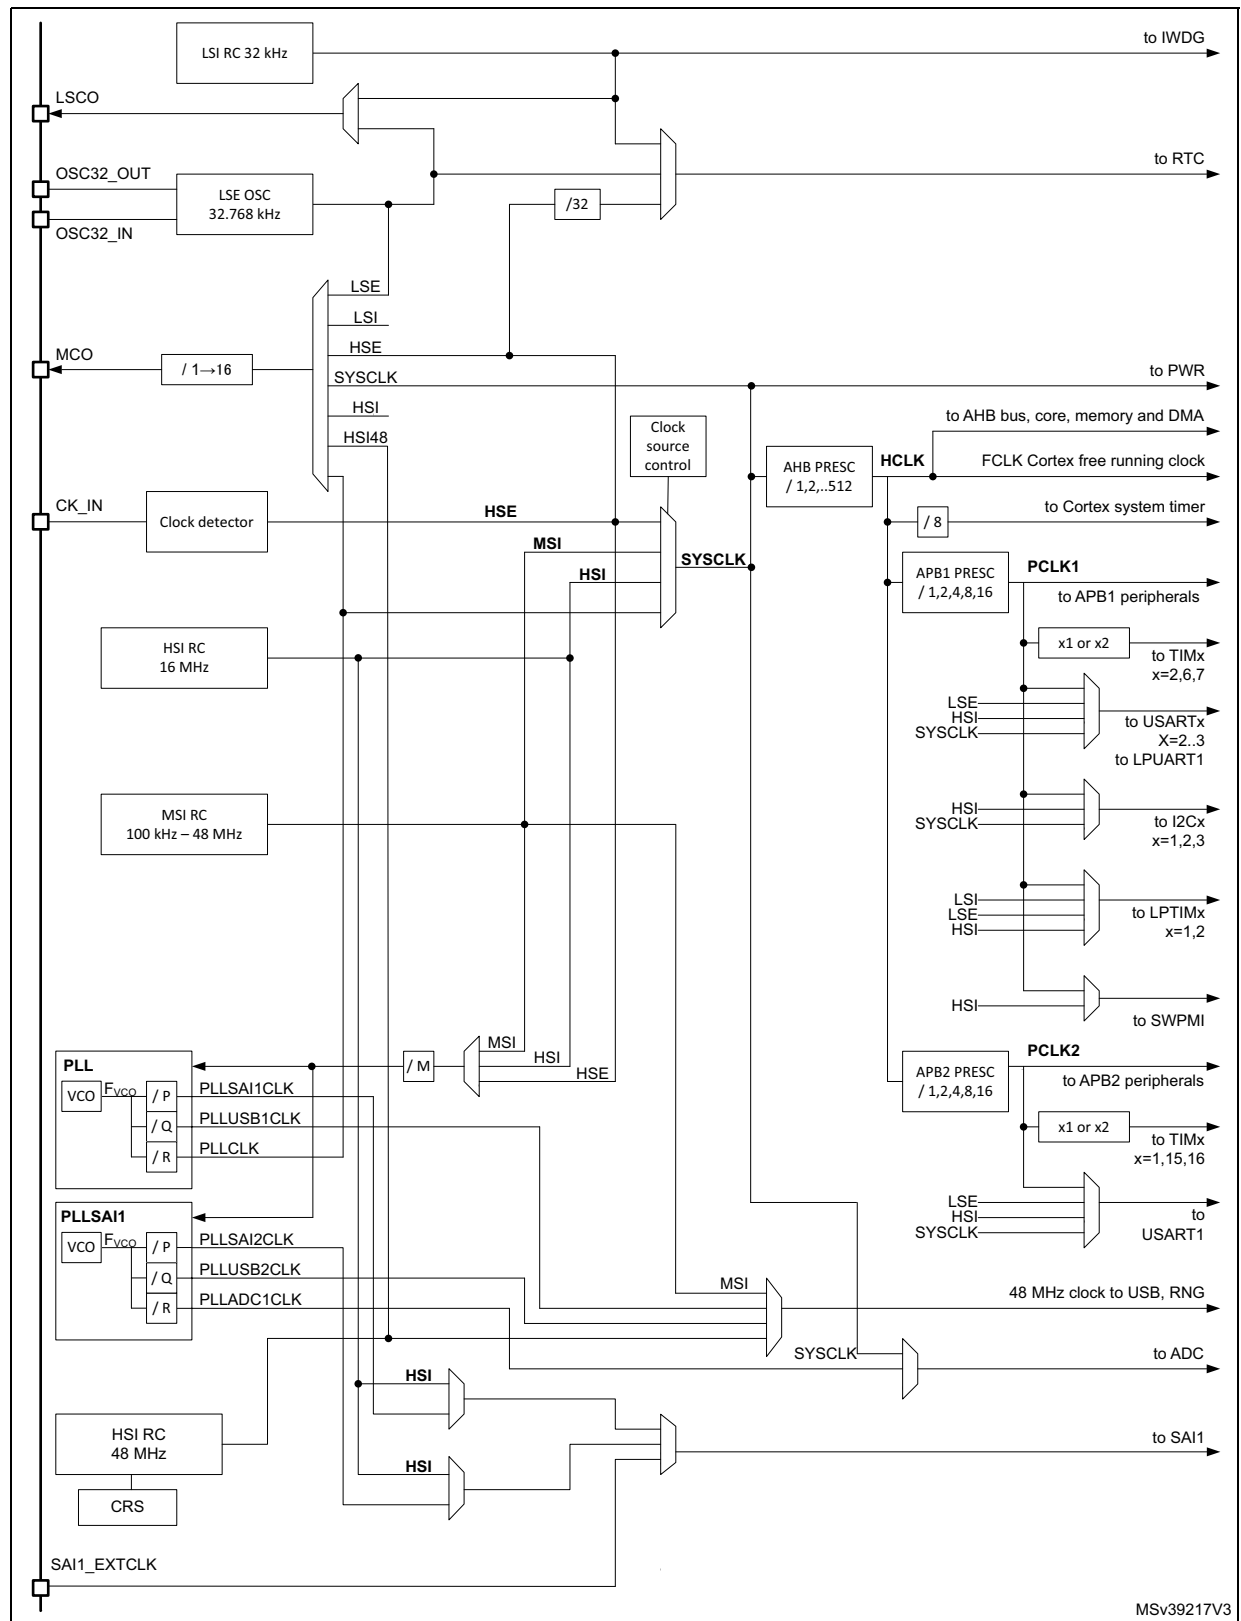 LSI RC 32 kHz
to IWDG
LSCO
OSC32_OUT
to RTC
LSE OSC
32.768 kHz
/32
OSC32_IN
LSE
LSI
MCO
HSE
/ 1→16
SYSCLK
to PWR
HSI
to AHB bus, core, memory and DMA
Clock
source
control
HSI48
AHB PRESC
/ 1,2,..512
HCLK
FCLK Cortex free running clock
CK_IN
Clock detector
HSE
to Cortex system timer
/ 8
MSI
SYSCLK
HSI
APB1 PRESC
/ 1,2,4,8,16
PCLK1
to APB1 peripherals
HSI RC
16 MHz
x1 or x2
to TIMx
x=2,6,7
LSE
HSI
SYSCLK
to USARTx
X=2..3
to LPUART1
MSI RC
100 kHz – 48 MHz
HSI
SYSCLK
to I2Cx
x=1,2,3
LSI
LSE
HSI
to LPTIMx
x=1,2
HSI
to SWPMI
MSI
HSI
HSE
/ M
PLL
VCO
FVCO
/ P
PLLSAI1CLK
/ Q
PLLUSB1CLK
/ R
PLLCLK
APB2 PRESC
/ 1,2,4,8,16
PCLK2
to APB2 peripherals
x1 or x2
to TIMx
x=1,15,16
LSE
HSI
SYSCLK
to
USART1
PLLSAI1
VCO
FVCO
/ P
PLLSAI2CLK
/ Q
PLLUSB2CLK
/ R
PLLADC1CLK
MSI
48 MHz clock to USB, RNG
SYSCLK
to ADC
HSI
HSI RC
48 MHz
to SAI1
HSI
CRS
SAI1_EXTCLK
MSv39217V3